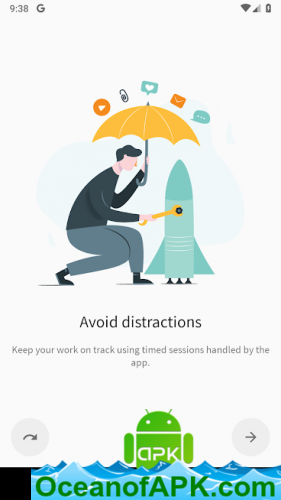 9:38 G
Avoid distractions
Keep your work on track using timed sessions handled by the
app.
APK
OceanofAPK.com